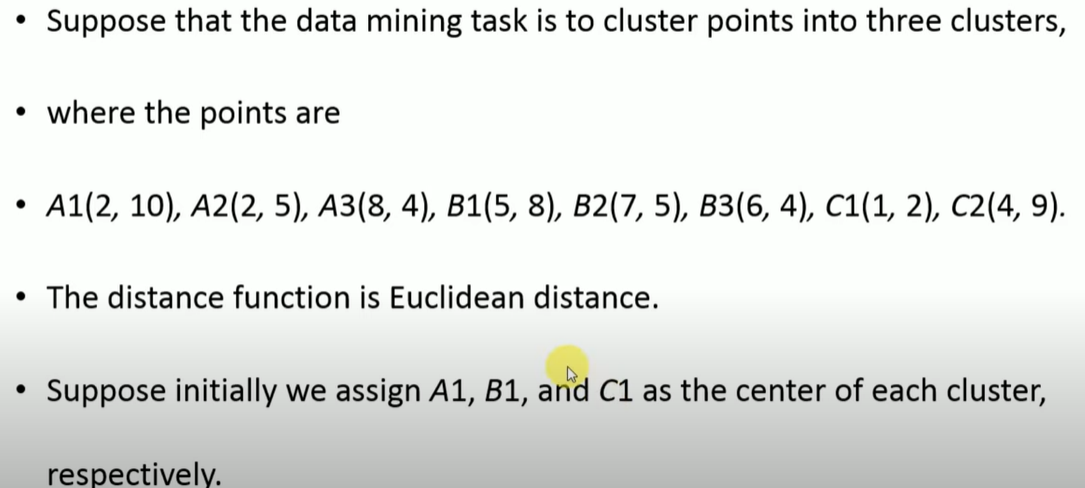 • Suppose that the data mining task is to cluster points into three clusters,
• where the points are
• A1(2, 10), A2(2, 5), A3(8, 4), B1(5, 8), B2(7, 5), B3(6, 4), C1(1, 2), C2(4, 9).
• The distance function is Euclidean distance.
• Suppose initially we assign A1, B1, and C1 as the center of each cluster,
respectively.